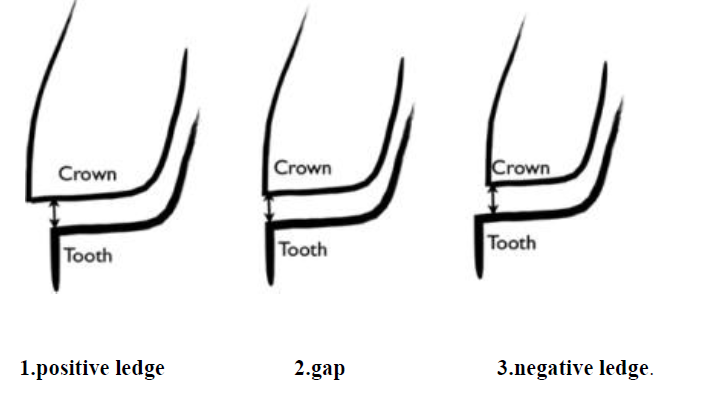 Crown Crown Crown
Tooth Tooth Tooth
1.positive ledge 2.gap 3.negative ledge.